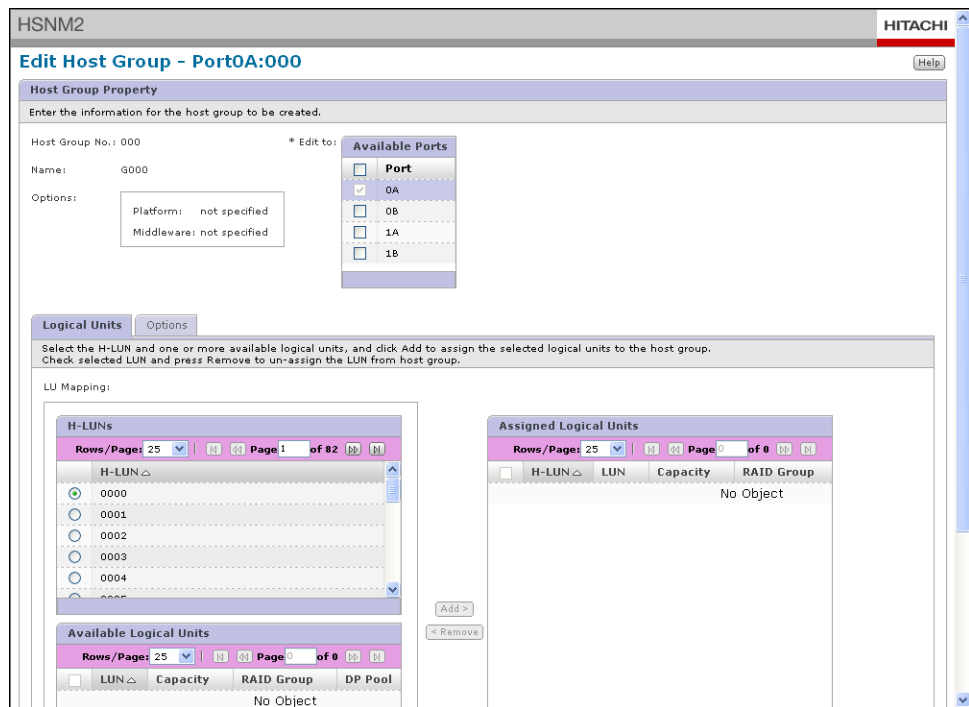 HSNM2
HITACHI
Edit Host Group - Port0A:000
Help
Host Group Property
Enter the information for the host group to be created.
Host Group No.: 000
* Edit to:
Available Ports
Port
Name: G000
0A
Options:
0B
Platform: not specified
1A
Middleware: not specified
1B
Logical Units Options
Select the H-LUN and one or more available logical units, and click Add to assign the selected logical units to the host group.
Check selected LUN and press Remove to un-assign the LUN from host group.
LU Mapping:
H-LUNs
Rows/Page: 25 Page 1 of 82
H-LUN
0000
0001
0002
0003
0004
0005
Add >
< Remove
Available Logical Units
Rows/Page: 25 Page 0 of 0
LUN Capacity RAID Group DP Pool
No Object
Assigned Logical Units
Rows/Page: 25 Page 0 of 0
H-LUN LUN Capacity RAID Group
No Object